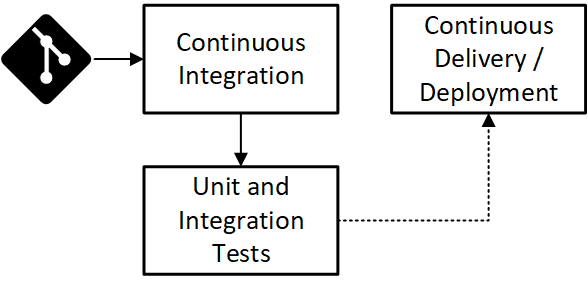 Continuous
Integration
Continuous
Delivery /
Deployment
Unit and
Integration
Tests